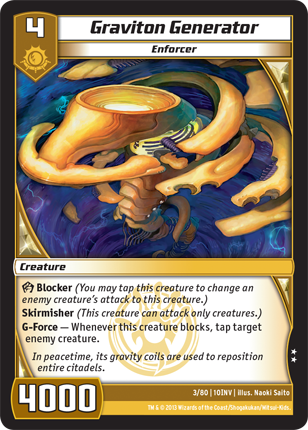 4
Graviton Generator
Enforcer
Creature
Blocker (You may tap this creature to change an
enemy creature's attack to this creature.)
Skirmisher (This creature can attack only creatures.)
G-Force — Whenever this creature blocks, tap target
enemy creature.
In peacetime, its gravity coils are used to reposition
entire citadels.
4000
3/80 | 10INV | illus. Naoki Saito
TM & © 2013 Wizards of the Coast/Shogakukan/Mitsui-Kids.